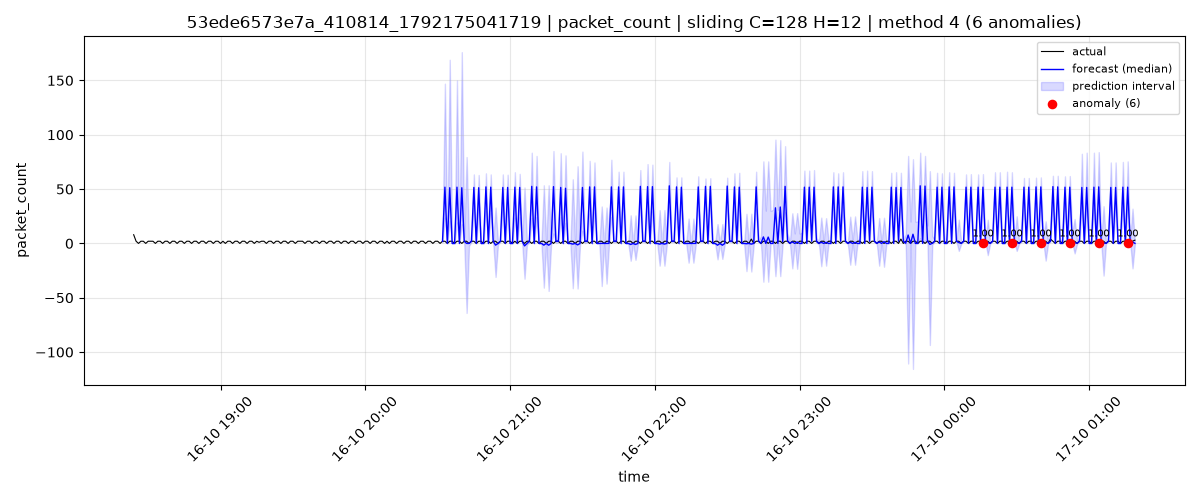 53ede6573e7a_410814_1792175041719 | packet_count | sliding C=128 H=12 | method 4 (6 anomalies)
actual
forecast (median)
prediction interval
anomaly (6)
packet_count
150
100
50
0
−50
−100
1.00 1.00 1.00 1.00 1.00 1.00
16-10 19:00
16-10 20:00
16-10 21:00
16-10 22:00
16-10 23:00
17-10 00:00
17-10 01:00
time